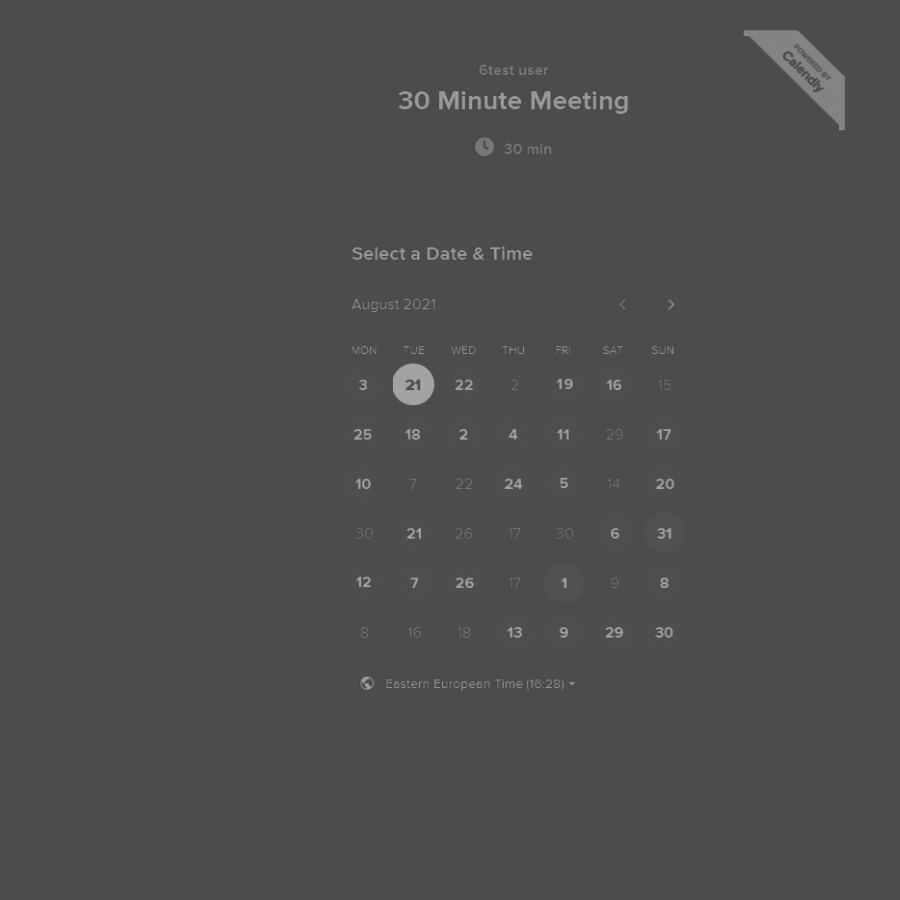 POWERED BY
Calendly
6test user
30 Minute Meeting
30 min
Select a Date & Time
August 2021
MON TUE WED THU FRI SAT SUN
3 21 22 2 19 16 15
25 18 2 4 11 29 17
10 7 22 24 5 14 20
30 21 26 17 30 6 31
12 7 26 17 1 9 8
8 16 18 13 9 29 30
Eastern European Time (16:28)